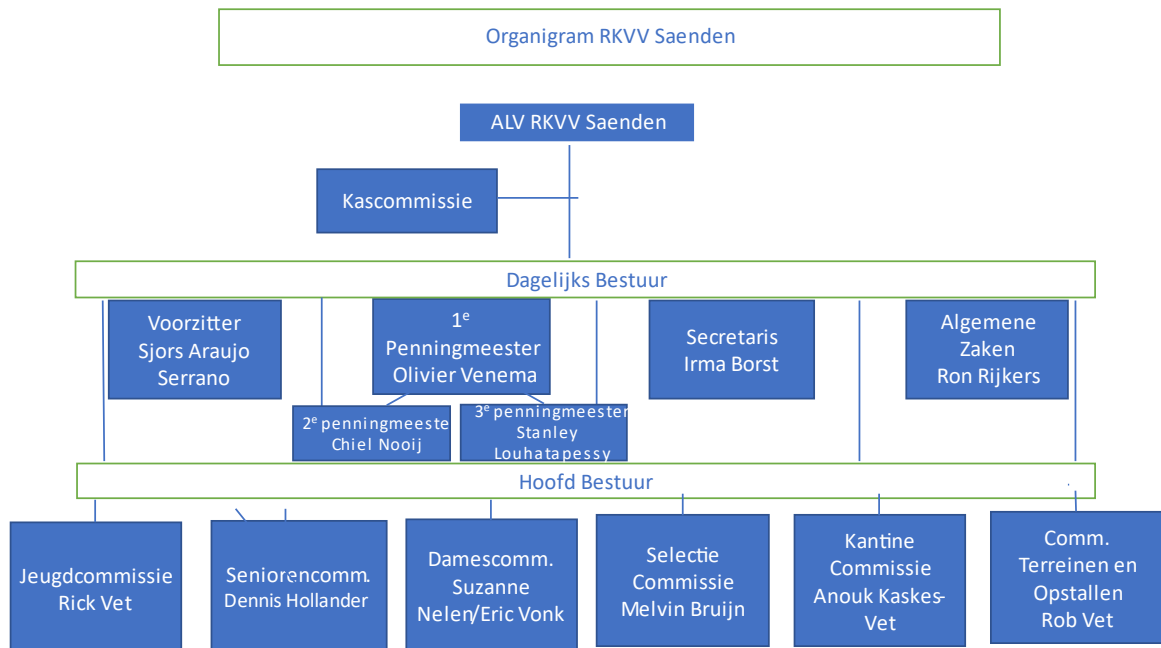 Organigram RKVV Saenden
ALV RKVV Saenden
Kascommissie
Dagelijks Bestuur
Voorzitter
Sjors Araujo
Serrano
1e
Penningmeester
Olivier Venema
Secretaris
Irma Borst
Algemene
Zaken
Ron Rijkers
2e penningmeeste
Chiel Nooij
3e penningmeester
Stanley
Louhatapessy
Hoofd Bestuur
Jeugdcommissie
Rick Vet
Seniorencomm.
Dennis Hollander
Damescomm.
Suzanne
Nelen/Eric Vonk
Selectie
Commissie
Melvin Bruijn
Kantine
Commissie
Anouk Kaskes-
Vet
Comm.
Terreinen en
Opstallen
Rob Vet